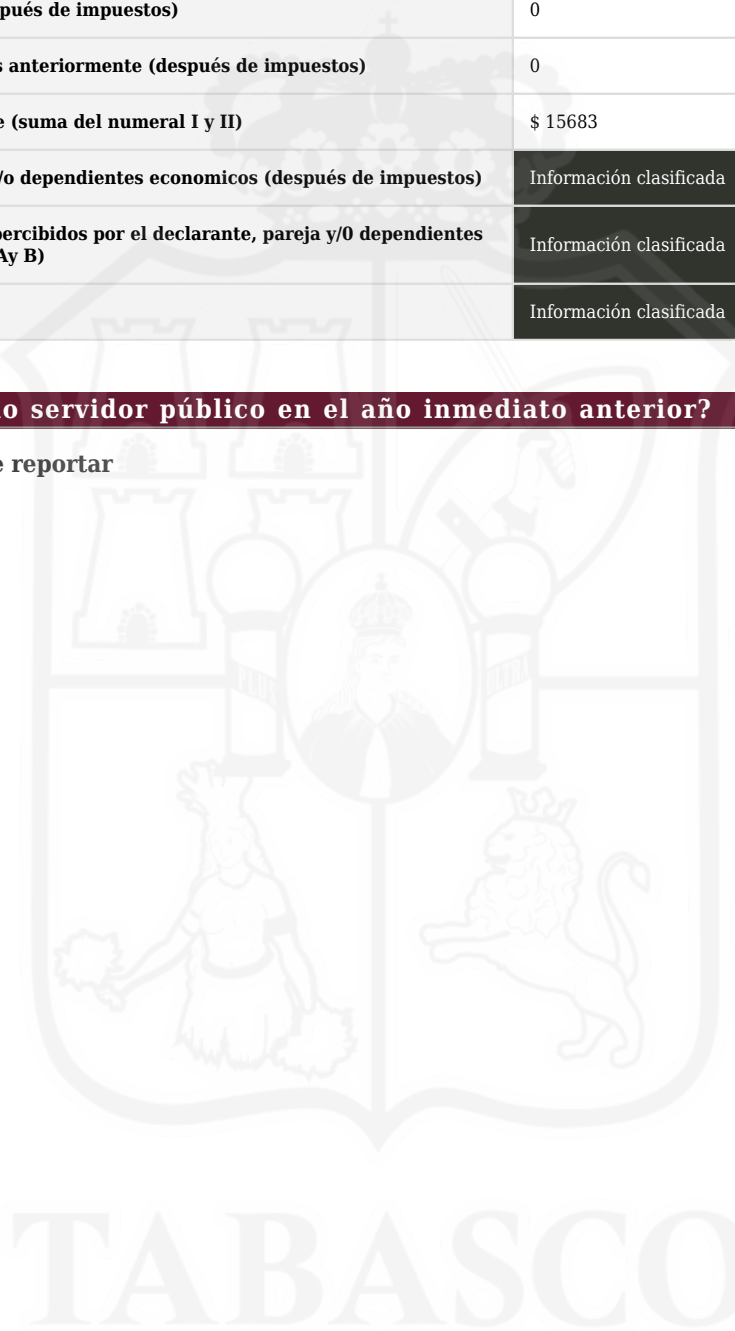 pués de impuestos) 0
s anteriormente (después de impuestos) 0
e (suma del numeral I y II) $ 15683
/o dependientes economicos (después de impuestos) Información clasificada
percibidos por el declarante, pareja y/0 dependientes
Ay B) Información clasificada
Información clasificada
o servidor público en el año inmediato anterior?
e reportar
PLUS ULTRA
TABASCO